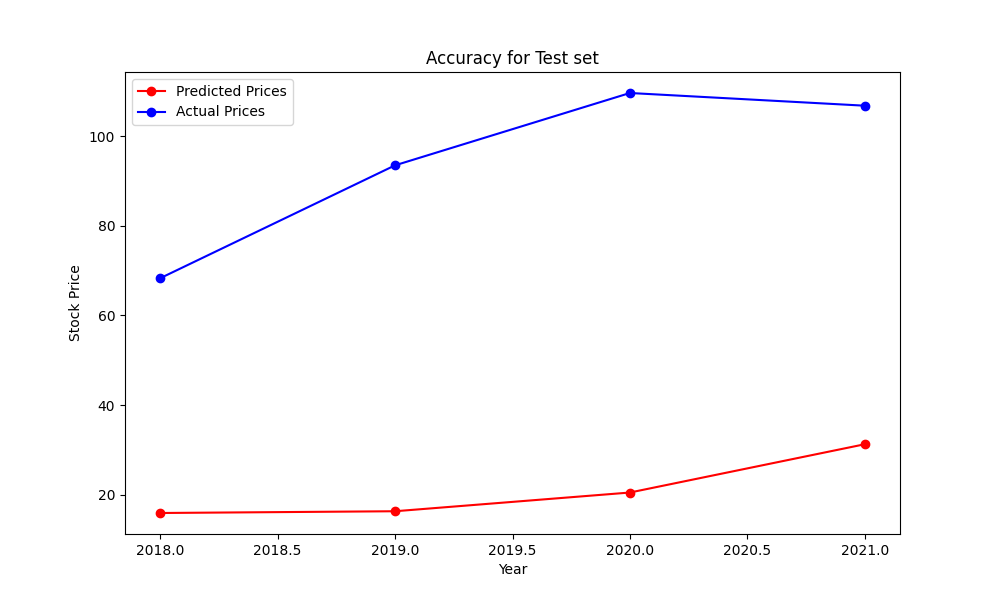 Accuracy for Test set
Predicted Prices
Actual Prices
100
80
60
40
20
Stock Price
2018.0 2018.5 2019.0 2019.5 2020.0 2020.5 2021.0
Year